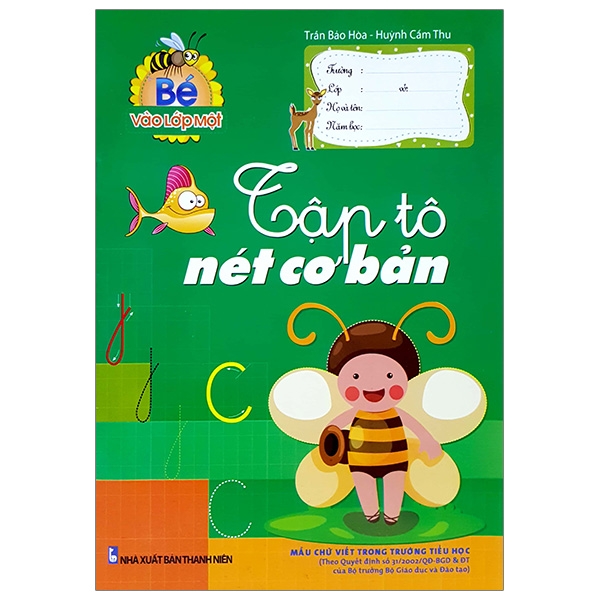 Trần Bảo Hòa - Huỳnh Cẩm Thu
Bé
Vào Lớp Một
Trường :
Lớp : vở:
Họ và tên:
Năm học:
Tập tô
nét cơ bản
C
C
NHÀ XUẤT BẢN THANH NIÊN
MẪU CHỮ VIẾT TRONG TRƯỜNG TIỂU HỌC
(Theo Quyết định số 31/2002/QĐ-BGD & ĐT
của Bộ trưởng Bộ Giáo dục và Đào tạo)